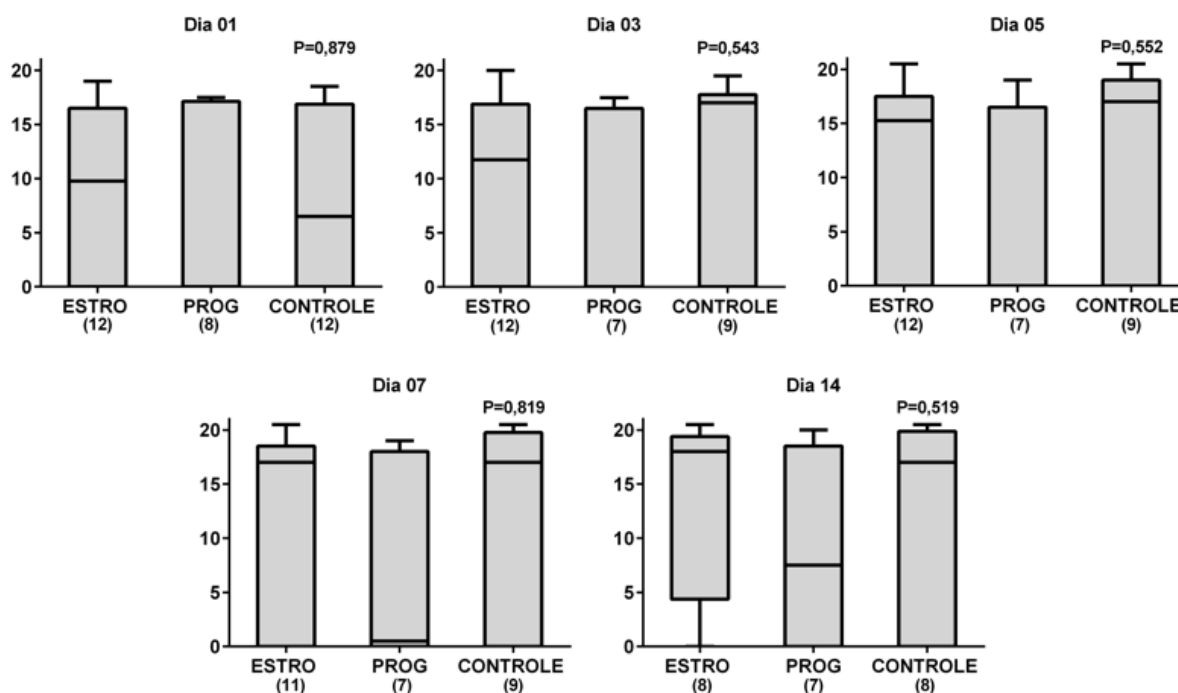 Dia 01
P=0,879
20
15
10
5
0
ESTRO PROG CONTROLE
(12) (8) (12)
Dia 03
P=0,543
20
15
10
5
0
ESTRO PROG CONTROLE
(12) (7) (9)
Dia 05
P=0,552
20
15
10
5
0
ESTRO PROG CONTROLE
(12) (7) (9)
Dia 07
P=0,819
20
15
10
5
0
ESTRO PROG CONTROLE
(11) (7) (9)
Dia 14
P=0,519
20
15
10
5
0
ESTRO PROG CONTROLE
(8) (7) (8)